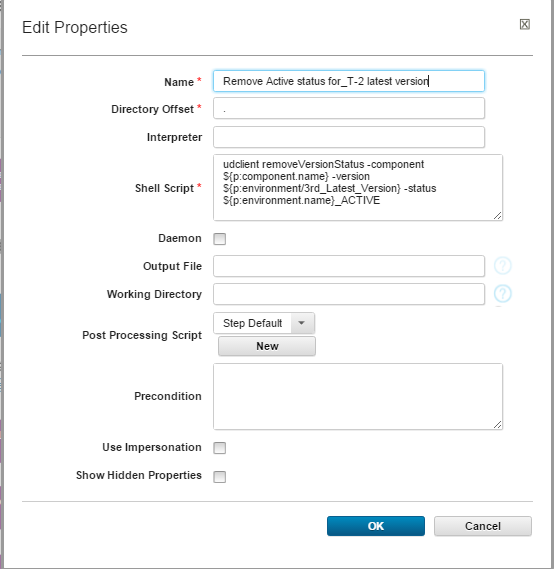 Edit Properties
Name *
Remove Active status for_T-2 latest version
Directory Offset *
.
Interpreter
Shell Script *
udclient removeVersionStatus -component
${p:component.name} -version
${p:environment/3rd_Latest_Version} -status
${p:environment.name}_ACTIVE
Daemon
Output File
?
Working Directory
?
Post Processing Script
Step Default
New
Precondition
Use Impersonation
Show Hidden Properties
OK
Cancel